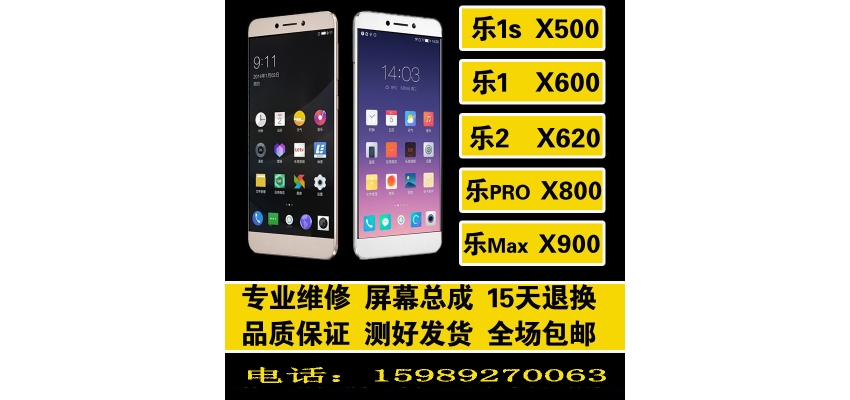 乐1s X500
乐1 X600
乐2 X620
乐PRO X800
乐Max X900
9:11
14:03
专业维修 屏幕总成 15天退换
品质保证 测好发货 全场包邮
电话： 15989270063